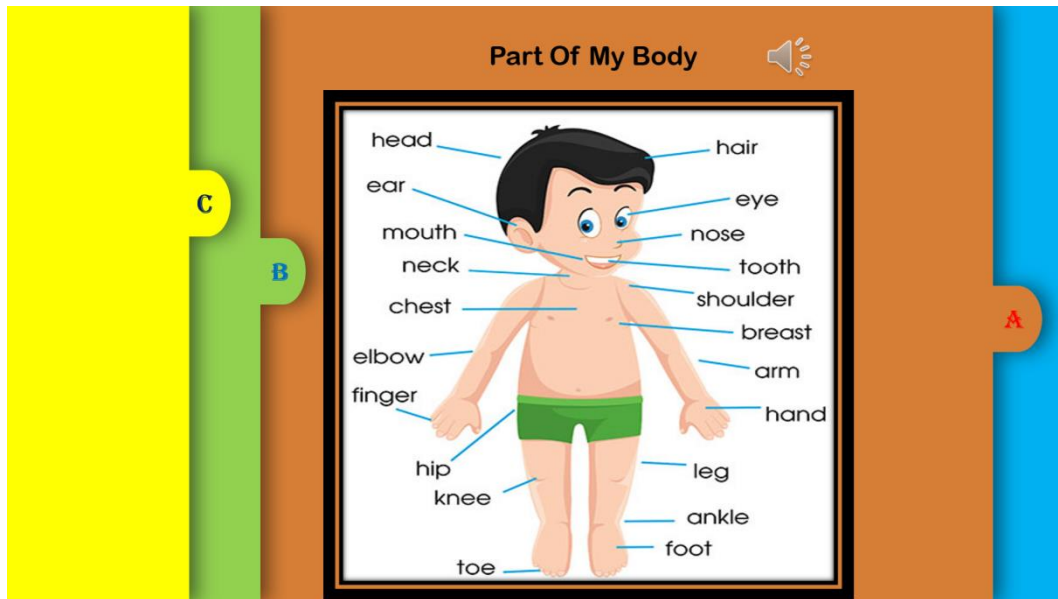 Part Of My Body
head
hair
ear
eye
mouth
nose
neck
tooth
chest
shoulder
breast
elbow
arm
finger
hand
hip
leg
knee
ankle
foot
toe
C
B
A